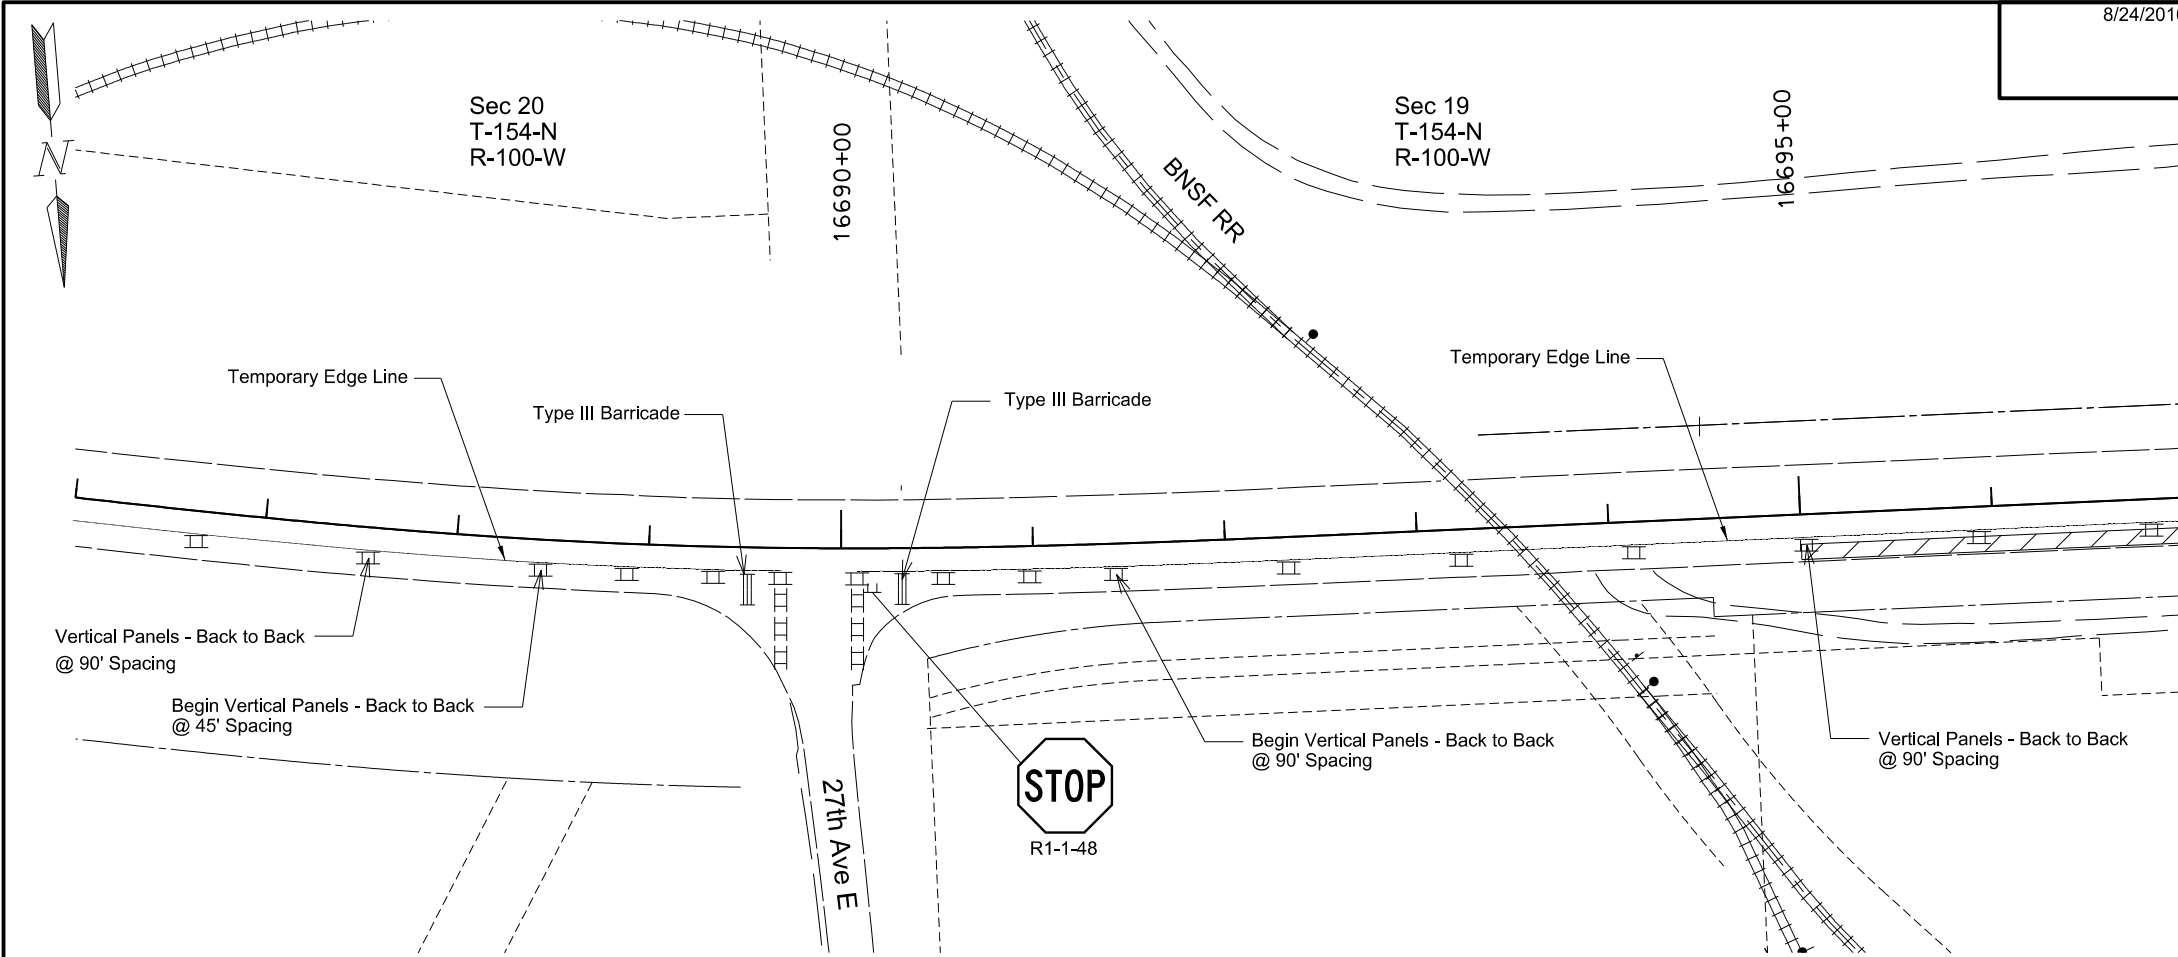 8/24/2016
N
Sec 20
T-154-N
R-100-W
16690+00
BNSF RR
Sec 19
T-154-N
R-100-W
16695+00
Temporary Edge Line
Type III Barricade
Type III Barricade
Temporary Edge Line
Vertical Panels - Back to Back
@ 90' Spacing
Begin Vertical Panels - Back to Back
@ 45' Spacing
27th Ave E
STOP
R1-1-48
Begin Vertical Panels - Back to Back
@ 90' Spacing
Vertical Panels - Back to Back
@ 90' Spacing